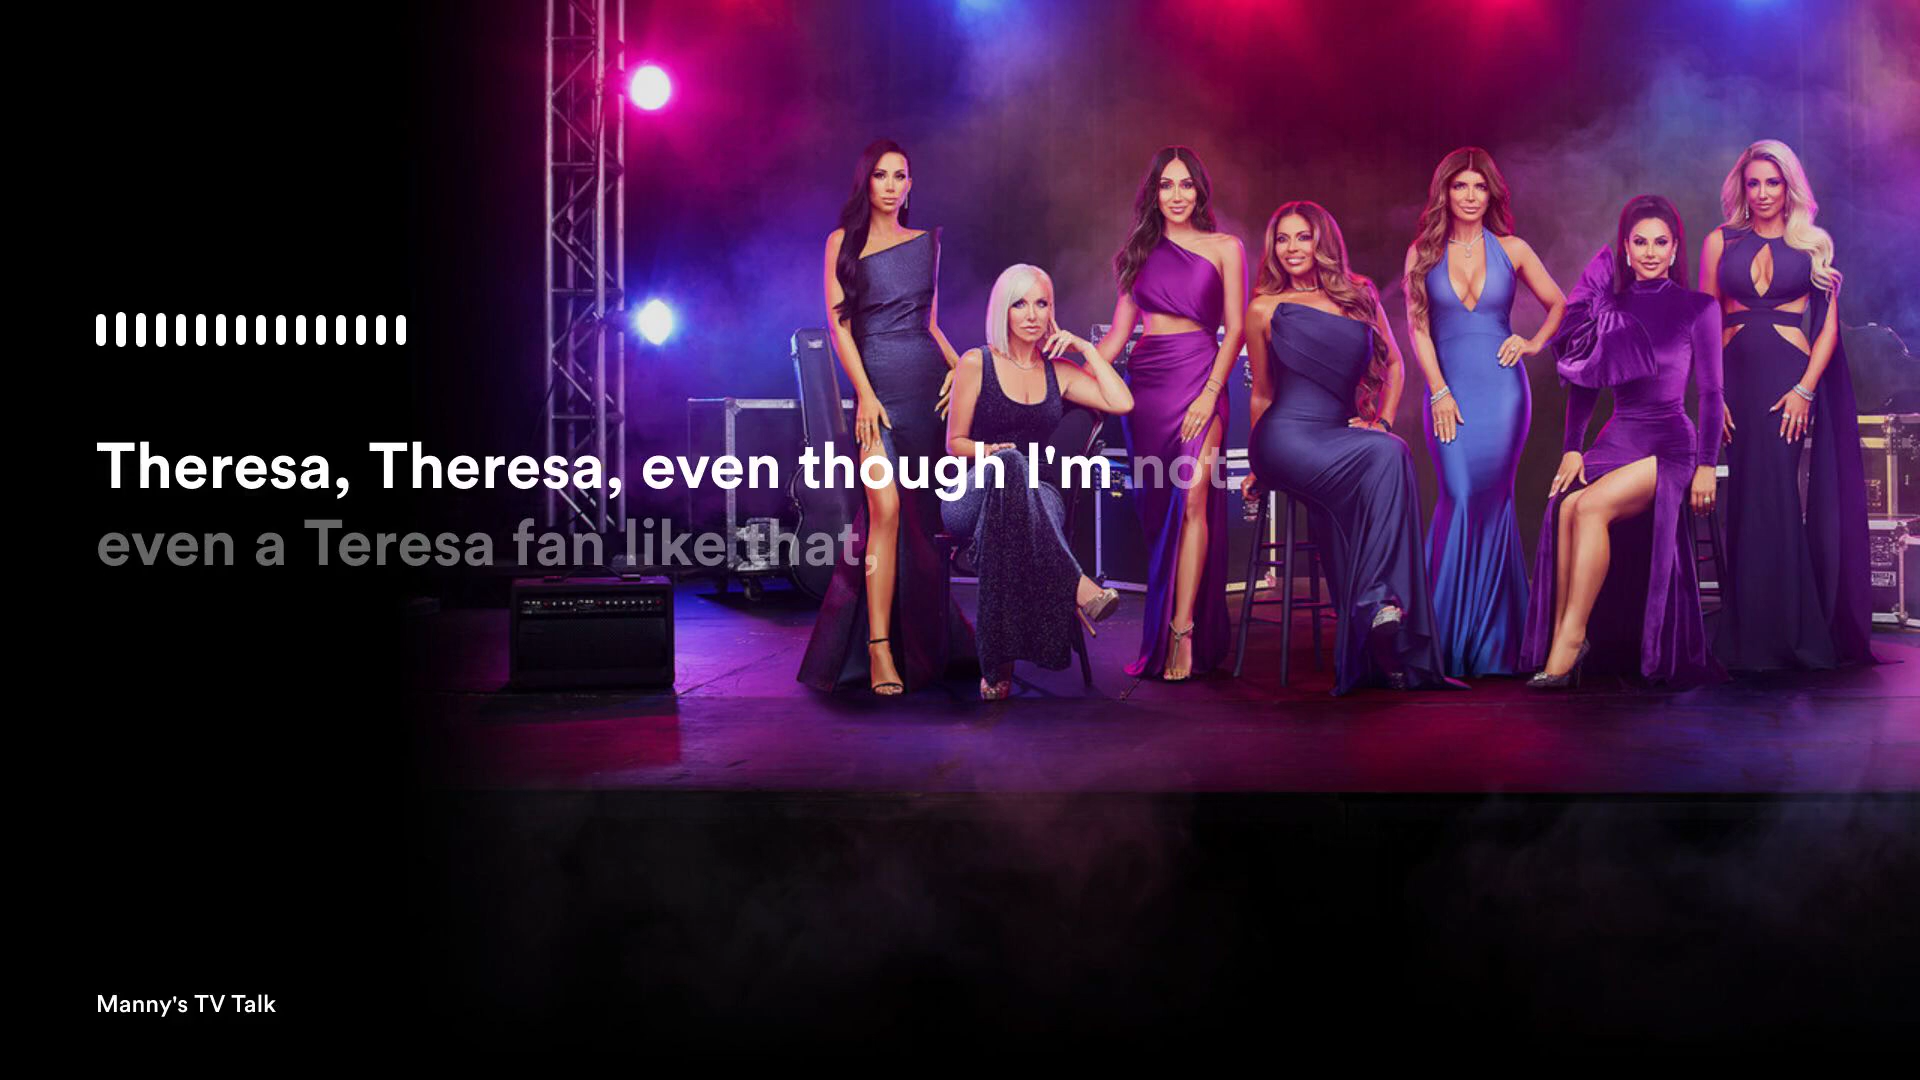 Theresa, Theresa, even though I'm not
even a Teresa fan like that,
Manny's TV Talk